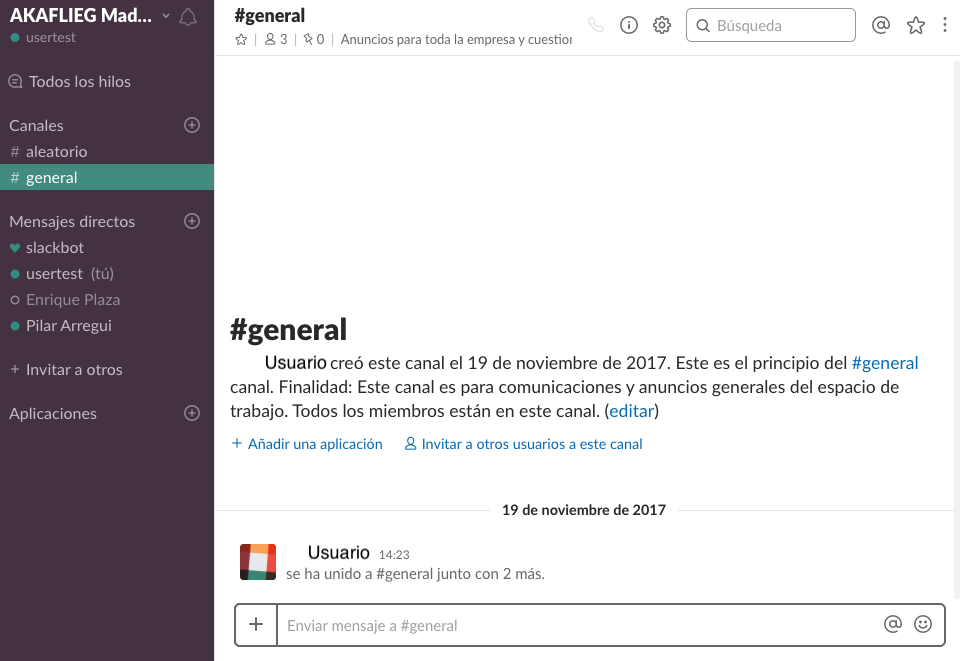 AKAFLIEG Mad...
usertest
Todos los hilos
Canales
# aleatorio
# general
Mensajes directos
slackbot
usertest (tú)
Enrique Plaza
Pilar Arregui
+ Invitar a otros
Aplicaciones
#general
3 | 0 | Anuncios para toda la empresa y cuestion
Búsqueda
#general
Usuario creó este canal el 19 de noviembre de 2017. Este es el principio del #general
canal. Finalidad: Este canal es para comunicaciones y anuncios generales del espacio de
trabajo. Todos los miembros están en este canal. (editar)
+ Añadir una aplicación Invitar a otros usuarios a este canal
19 de noviembre de 2017
Usuario 14:23
se ha unido a #general junto con 2 más.
+ Enviar mensaje a #general @